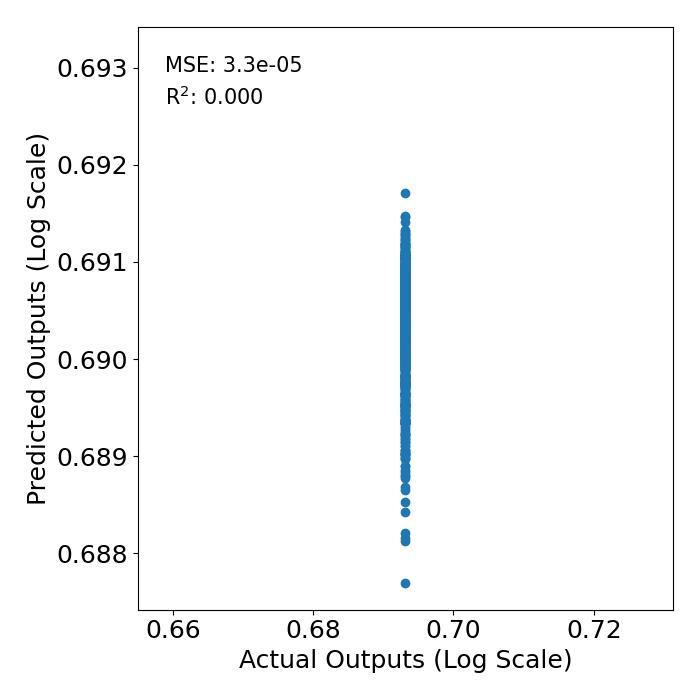 MSE: 3.3e-05
R²: 0.000
0.693
0.692
0.691
0.690
0.689
0.688
Predicted Outputs (Log Scale)
0.66 0.68 0.70 0.72
Actual Outputs (Log Scale)